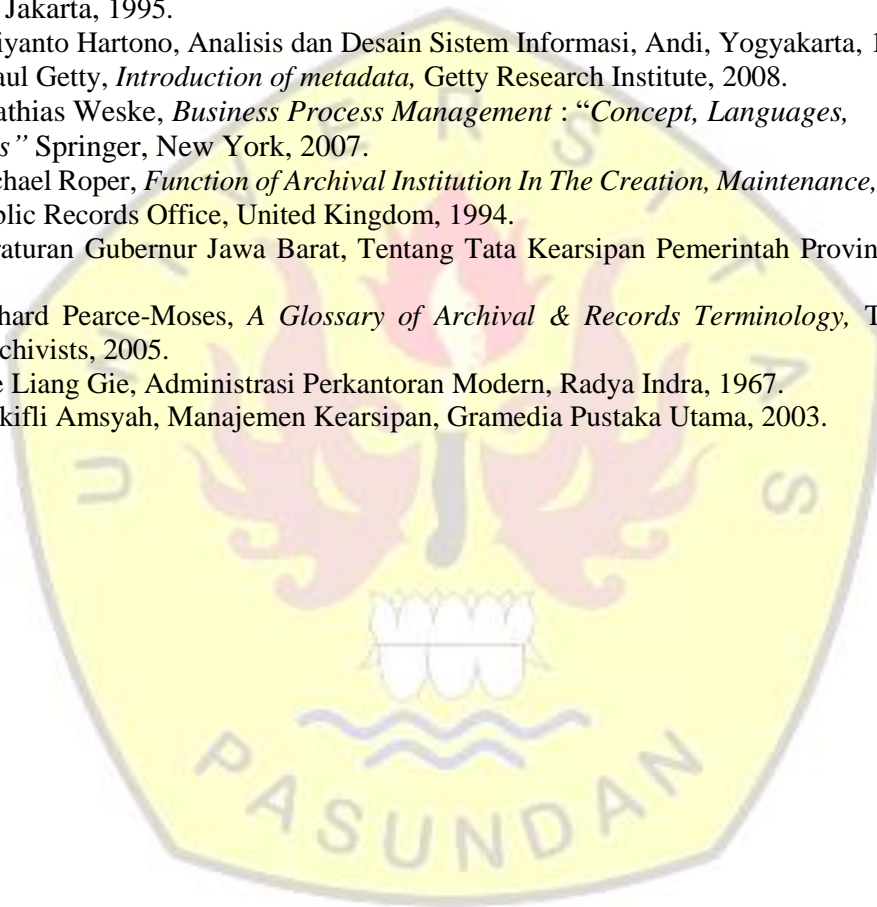 Jakarta, 1995.
iyanto Hartono, Analisis dan Desain Sistem Informasi, Andi, Yogyakarta, 1
aul Getty, Introduction of metadata, Getty Research Institute, 2008.
athias Weske, Business Process Management : “Concept, Languages,
s” Springer, New York, 2007.
chael Roper, Function of Archival Institution In The Creation, Maintenance,
blic Records Office, United Kingdom, 1994.
raturan Gubernur Jawa Barat, Tentang Tata Kearsipan Pemerintah Provin
hard Pearce-Moses, A Glossary of Archival & Records Terminology, T
chivists, 2005.
e Liang Gie, Administrasi Perkantoran Modern, Radya Indra, 1967.
kifli Amsyah, Manajemen Kearsipan, Gramedia Pustaka Utama, 2003.
UNIVERSITAS
PASUNDAN